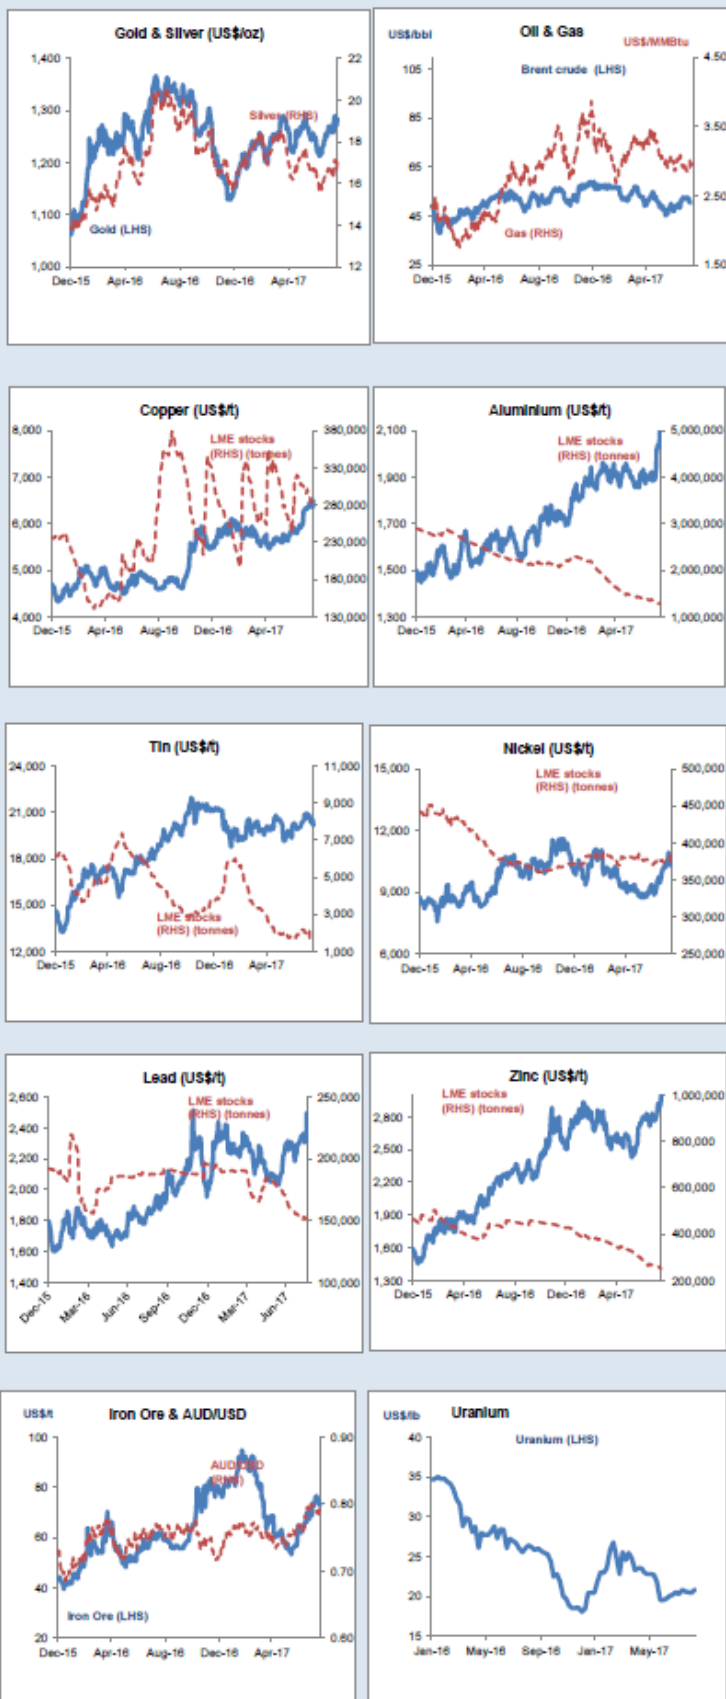 Gold & Silver (US$/oz)
1,400
1,300
1,200
1,100
1,000
22
20
18
16
14
12
Silver (RHS)
Gold (LHS)
Dec-15 Apr-16 Aug-16 Dec-16 Apr-17
US$/bbl
Oil & Gas
US$/MMBtu
Brent crude (LHS)
105
85
65
45
25
4.50
3.50
2.50
1.50
Gas (RHS)
Dec-15 Apr-16 Aug-16 Dec-16 Apr-17
Copper (US$/t)
8,000
7,000
6,000
5,000
4,000
LME stocks
(RHS) (tonnes)
380,000
330,000
280,000
230,000
180,000
130,000
Dec-15 Apr-16 Aug-16 Dec-16 Apr-17
Aluminium (US$/t)
2,100
1,900
1,700
1,500
1,300
LME stocks
(RHS) (tonnes)
5,000,000
4,000,000
3,000,000
2,000,000
1,000,000
Dec-15 Apr-16 Aug-16 Dec-16 Apr-17
Tin (US$/t)
24,000
21,000
18,000
15,000
12,000
11,000
9,000
7,000
5,000
3,000
1,000
LME stocks
(RHS) (tonnes)
Dec-15 Apr-16 Aug-16 Dec-16 Apr-17
Nickel (US$/t)
LME stocks
(RHS) (tonnes)
15,000
12,000
9,000
6,000
500,000
450,000
400,000
350,000
300,000
250,000
Dec-15 Apr-16 Aug-16 Dec-16 Apr-17
Lead (US$/t)
LME stocks
(RHS) (tonnes)
2,600
2,400
2,200
2,000
1,800
1,600
1,400
250,000
200,000
150,000
100,000
Dec-15 Mar-16 Jun-16 Sep-16 Dec-16 Mar-17 Jun-17
Zinc (US$/t)
LME stocks
(RHS) (tonnes)
2,800
2,500
2,200
1,900
1,600
1,300
1,000,000
800,000
600,000
400,000
200,000
Dec-15 Apr-16 Aug-16 Dec-16 Apr-17
US$/t
Iron Ore & AUD/USD
100
80
60
40
20
AUD/USD
(RHS)
0.90
0.80
0.70
0.60
Iron Ore (LHS)
Dec-15 Apr-16 Aug-16 Dec-16 Apr-17
US$/lb
Uranium
Uranium (LHS)
40
35
30
25
20
15
Jan-16 May-16 Sep-16 Jan-17 May-17